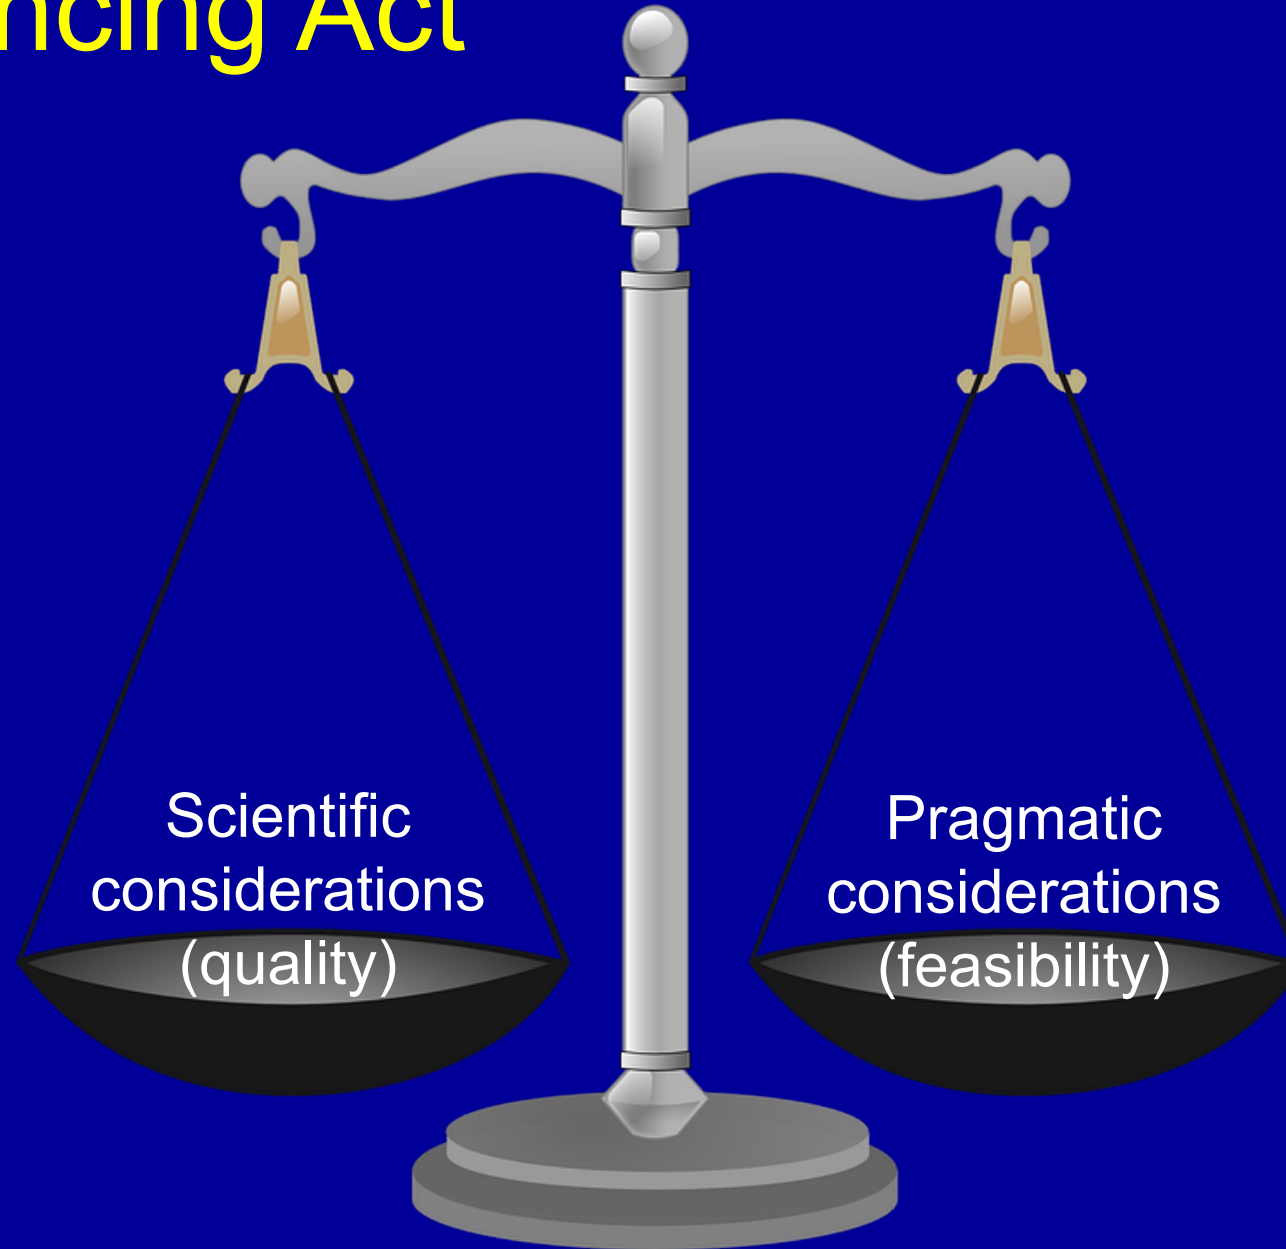 ncing Act
Scientific
considerations
(quality)
Pragmatic
considerations
(feasibility)